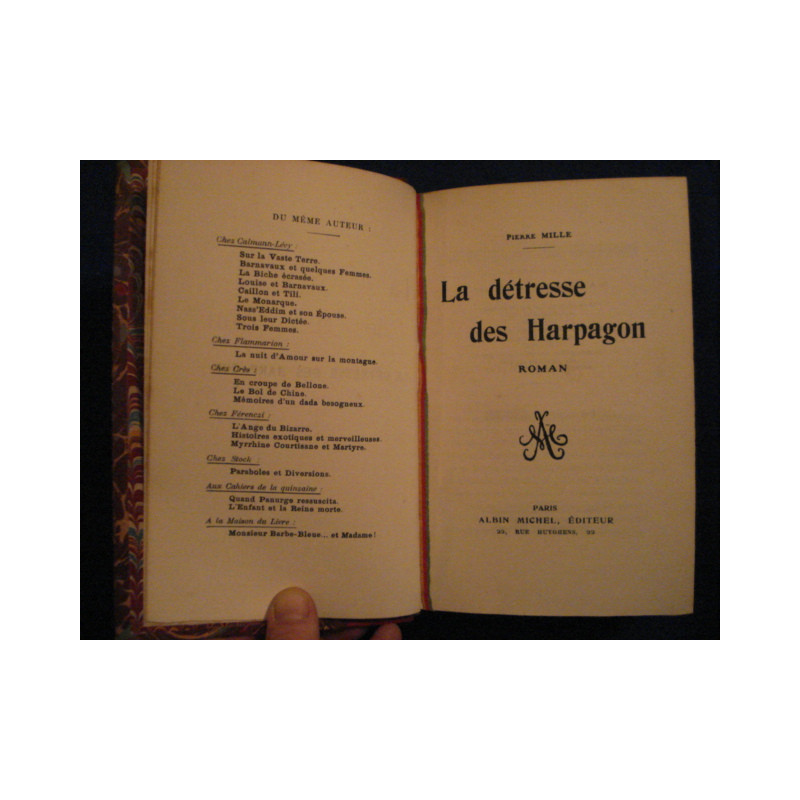 DU MÊME AUTEUR :
Chez Calmann-Lévy :
Sur la Vaste Terre.
Barnavaux et quelques Femmes.
La Biche écrasée.
Louise et Barnavaux.
Caillou et Tili.
Le Monarque.
Nasr'Eddim et son Épouse.
Sous leur Dictée.
Trois Femmes.
Chez Flammarion :
La nuit d'Amour sur la montagne.
Chez Crès :
En croupe de Bellone.
Le Bol de Chine.
Mémoires d'un dada besogneux.
Chez Férenczi :
L'Ange du Bizarre.
Histoires exotiques et merveilleuses.
Myrrhine Courtisane et Martyre.
Chez Stock :
Paraboles et Diversions.
Aux Cahiers de la quinzaine :
Quand Panurge ressuscita.
L'Enfant et la Reine morte.
A la Maison du Livre :
Monsieur Barbe-Bleue... et Madame !
PIERRE MILLE
La détresse
des Harpagon
ROMAN
PARIS
ALBIN MICHEL, ÉDITEUR
22, RUE HUYGHENS, 22